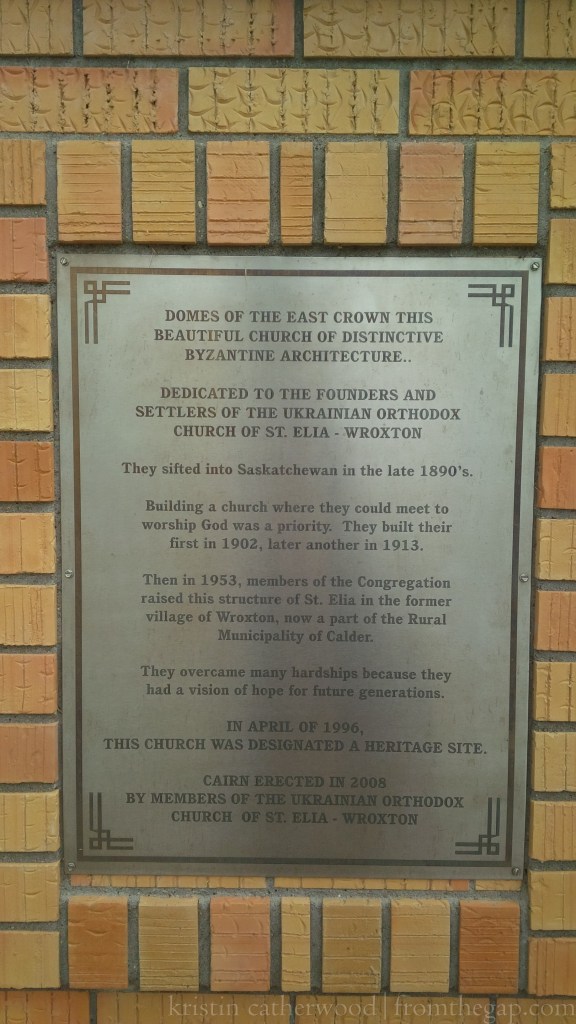 DOMES OF THE EAST CROWN THIS
BEAUTIFUL CHURCH OF DISTINCTIVE
BYZANTINE ARCHITECTURE..
DEDICATED TO THE FOUNDERS AND
SETTLERS OF THE UKRAINIAN ORTHODOX
CHURCH OF ST. ELIA - WROXTON
They sifted into Saskatchewan in the late 1890's.
Building a church where they could meet to
worship God was a priority. They built their
first in 1902, later another in 1913.
Then in 1953, members of the Congregation
raised this structure of St. Elia in the former
village of Wroxton, now a part of the Rural
Municipality of Calder.
They overcame many hardships because they
had a vision of hope for future generations.
IN APRIL OF 1996,
THIS CHURCH WAS DESIGNATED A HERITAGE SITE.
CAIRN ERECTED IN 2008
BY MEMBERS OF THE UKRAINIAN ORTHODOX
CHURCH OF ST. ELIA - WROXTON
kristin catherwood | fromthegap.com